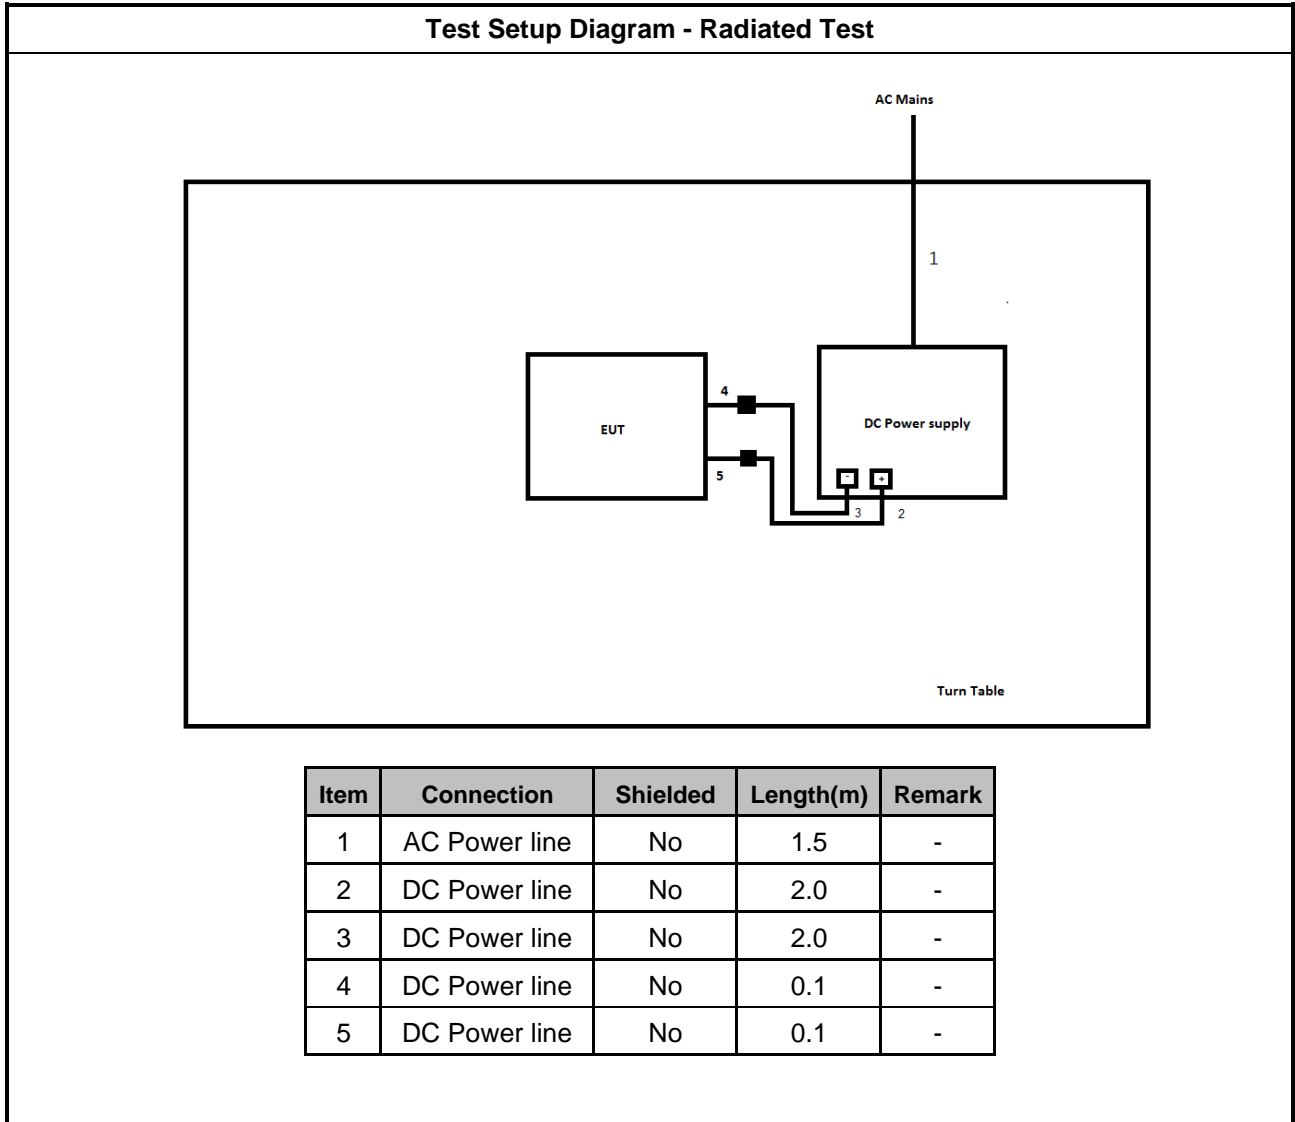 Test Setup Diagram - Radiated Test
AC Mains
1
EUT
4
5
DC Power supply
- +
3 2
Turn Table
Item Connection Shielded Length(m) Remark
1 AC Power line No 1.5 -
2 DC Power line No 2.0 -
3 DC Power line No 2.0 -
4 DC Power line No 0.1 -
5 DC Power line No 0.1 -